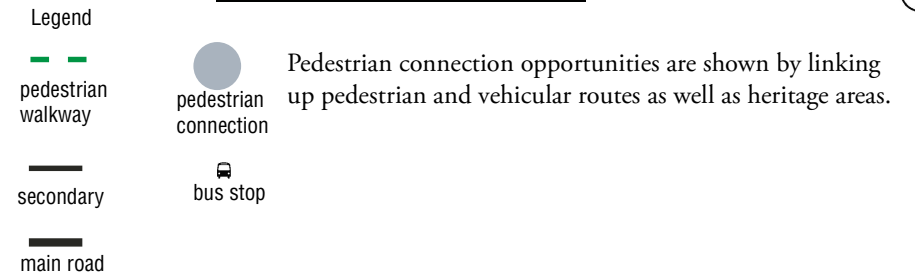 Legend
pedestrian
walkway
pedestrian
connection
Pedestrian connection opportunities are shown by linking
up pedestrian and vehicular routes as well as heritage areas.
secondary
bus stop
main road